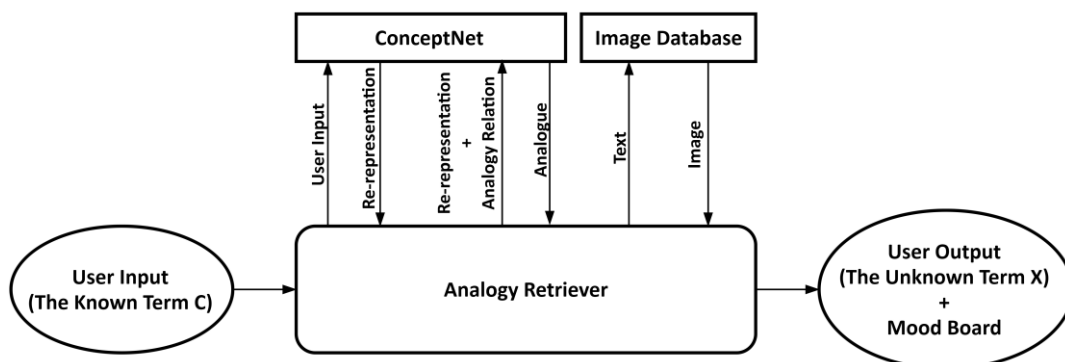 ConceptNet
Image Database
User Input
Re-representation
Re-representation
+
Analogy Relation
Analogue
Text
Image
User Input
(The Known Term C)
Analogy Retriever
User Output
(The Unknown Term X)
+
Mood Board